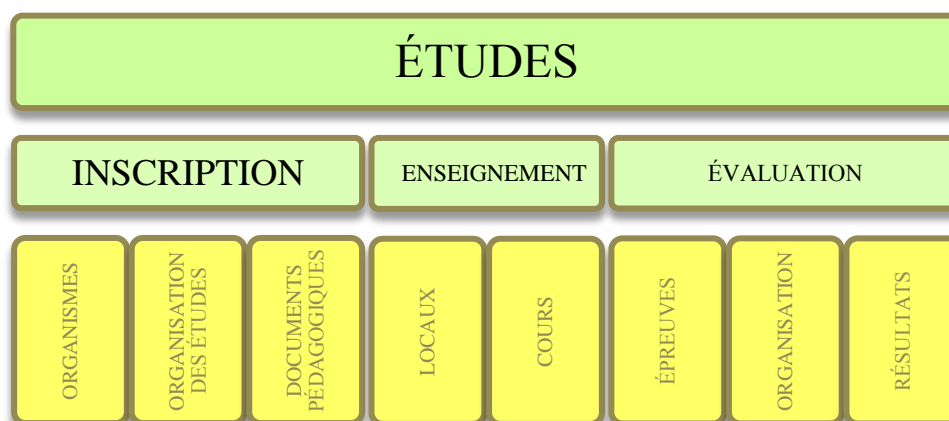 ÉTUDES
INSCRIPTION
ENSEIGNEMENT
ÉVALUATION
ORGANISMES
ORGANISATION
DES ÉTUDES
DOCUMENTS
PÉDAGOGIQUES
LOCAUX
COURS
ÉPREUVES
ORGANISATION
RÉSULTATS